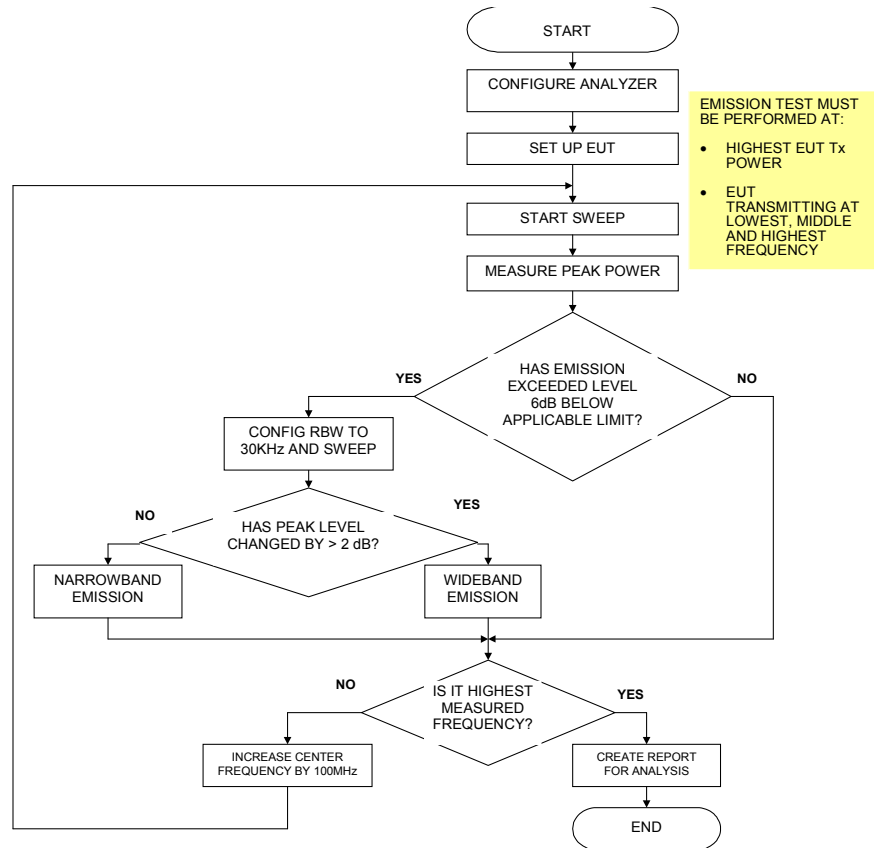 START
CONFIGURE ANALYZER
EMISSION TEST MUST
BE PERFORMED AT:
• HIGHEST EUT Tx
POWER
• EUT
TRANSMITTING AT
LOWEST, MIDDLE
AND HIGHEST
FREQUENCY
SET UP EUT
START SWEEP
MEASURE PEAK POWER
HAS EMISSION
EXCEEDED LEVEL
6dB BELOW
APPLICABLE LIMIT?
YES
NO
CONFIG RBW TO
30KHz AND SWEEP
HAS PEAK LEVEL
CHANGED BY > 2 dB?
NO
YES
NARROWBAND
EMISSION
WIDEBAND
EMISSION
IS IT HIGHEST
MEASURED
FREQUENCY?
NO
YES
INCREASE CENTER
FREQUENCY BY 100MHz
CREATE REPORT
FOR ANALYSIS
END